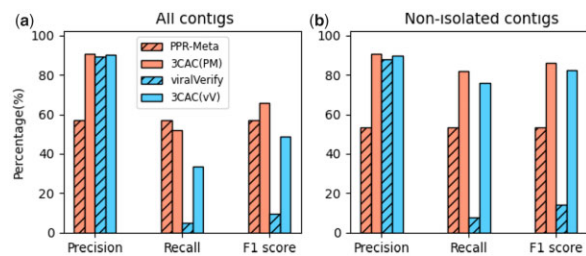 (a) All contigs
100
80
60
40
20
0
Percentage(%)
PPR-Meta
3CAC(PM)
viralVerify
3CAC(vV)
Precision Recall F1 score
(b) Non-isolated contigs
100
80
60
40
20
0
Precision Recall F1 score